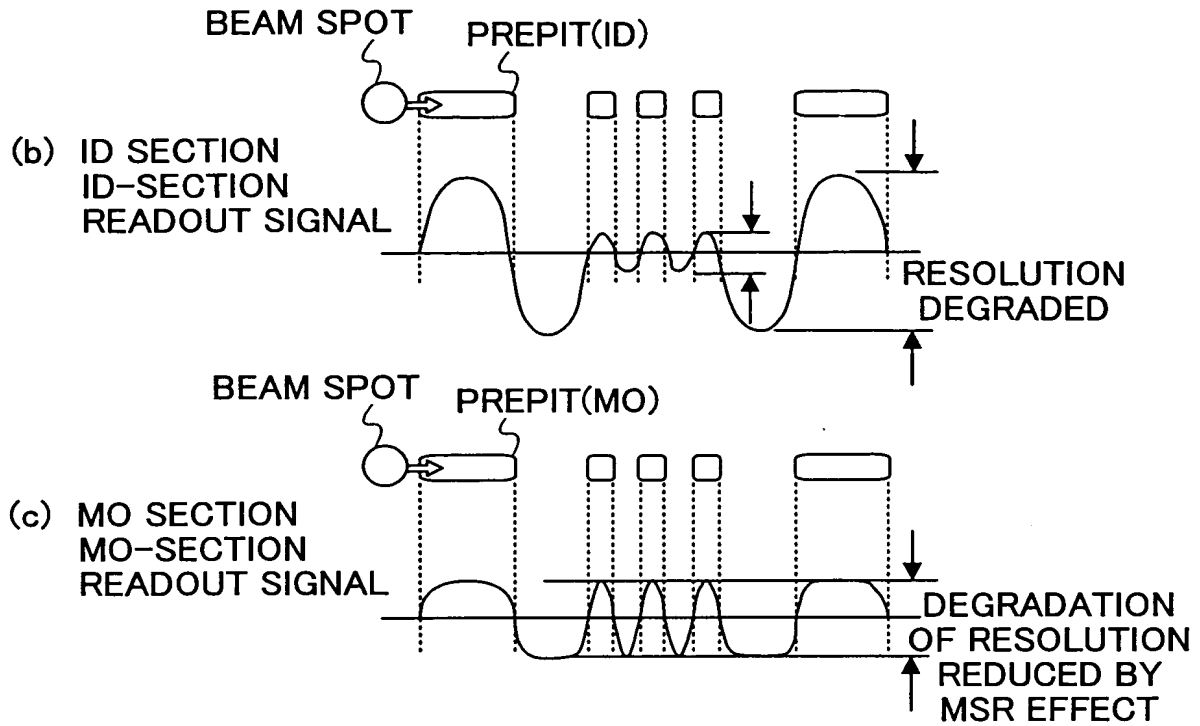 BEAM SPOT
PREPIT(ID)
(b) ID SECTION
ID-SECTION
READOUT SIGNAL
RESOLUTION
DEGRADED
BEAM SPOT
PREPIT(MO)
(c) MO SECTION
MO-SECTION
READOUT SIGNAL
DEGRADATION
OF RESOLUTION
REDUCED BY
MSR EFFECT